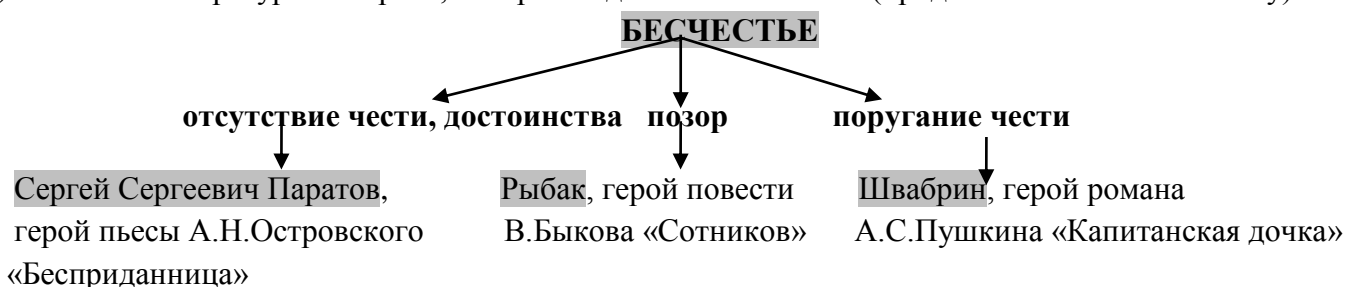 БЕСЧЕСТЬЕ
отсутствие чести, достоинства позор поругание чести
Сергей Сергеевич Паратов, Рыбак, герой повести Швабрин, герой романа
герой пьесы А.Н.Островского В.Быкова «Сотников» А.С.Пушкина «Капитанская дочка»
«Бесприданница»